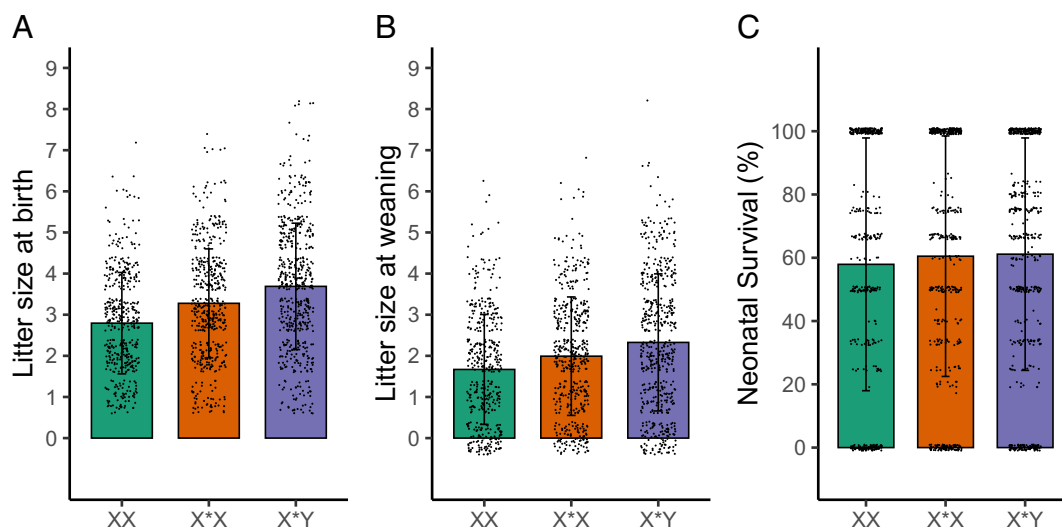 A
Litter size at birth
9
8
7
6
5
4
3
2
1
0
XX
X*X
X*Y
B
Litter size at weaning
9
8
7
6
5
4
3
2
1
0
XX
X*X
X*Y
C
Neonatal Survival (%)
100
80
60
40
20
0
XX
X*X
X*Y